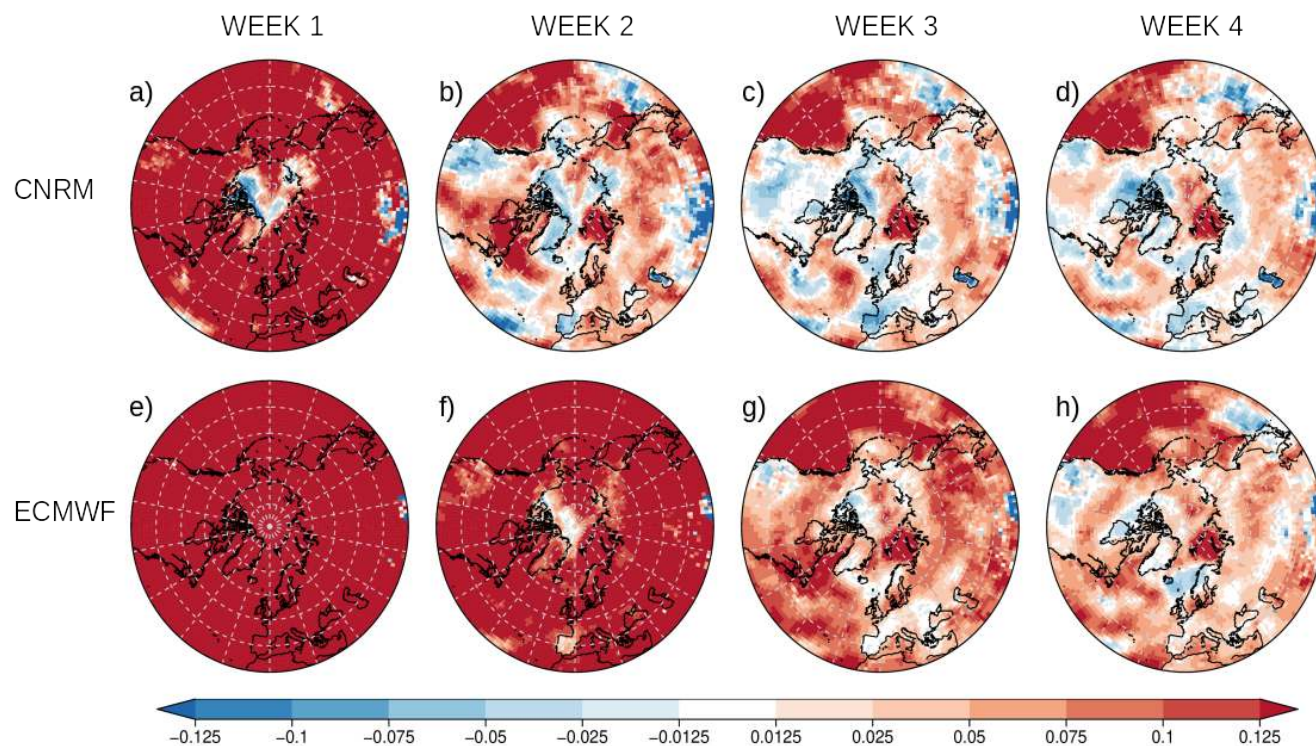 WEEK 1 WEEK 2 WEEK 3 WEEK 4
a) b) c) d)
CNRM
e) f) g) h)
ECMWF
−0.125 −0.1 −0.075 −0.05 −0.025 −0.0125 0.0125 0.025 0.05 0.075 0.1 0.125